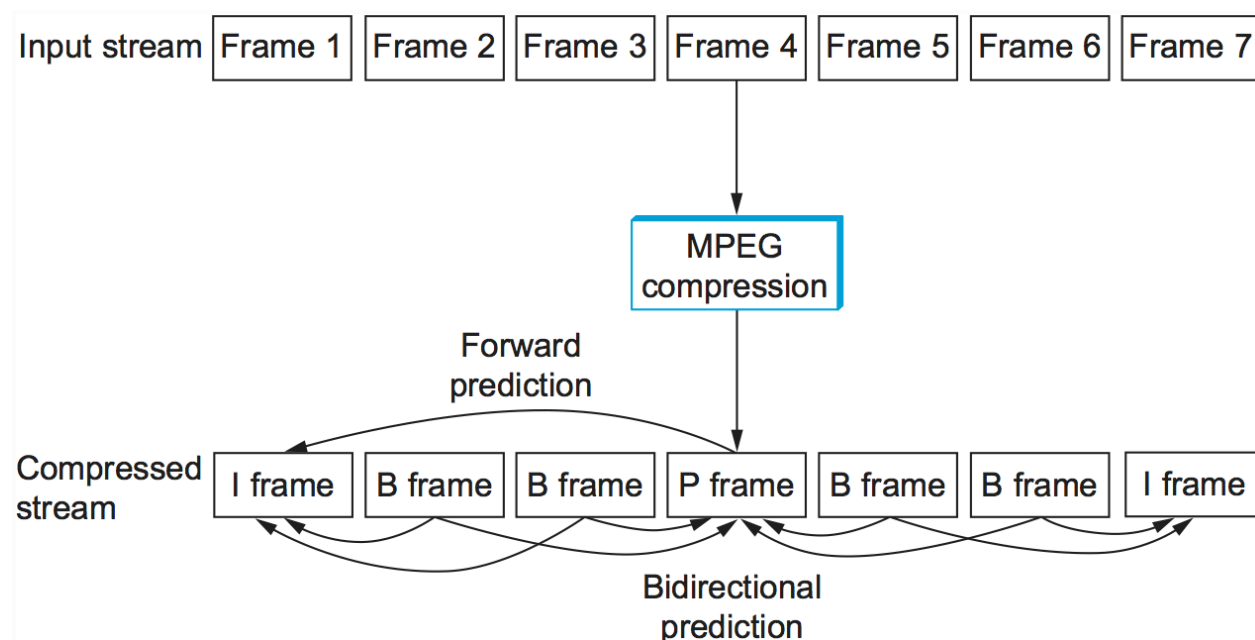 Input stream Frame 1 Frame 2 Frame 3 Frame 4 Frame 5 Frame 6 Frame 7
MPEG
compression
Forward
prediction
Compressed
stream
I frame B frame B frame P frame B frame B frame I frame
Bidirectional
prediction